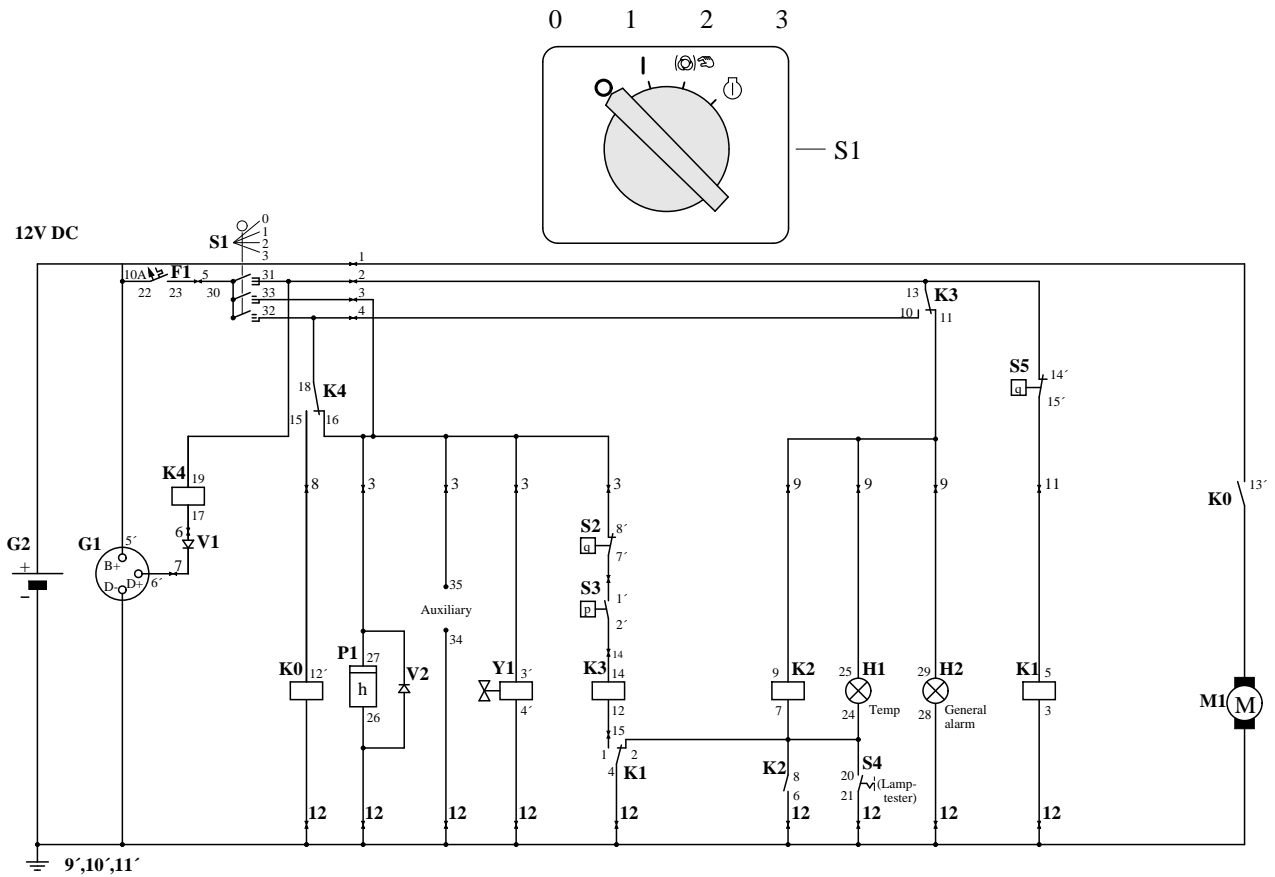 0 1 2 3
S1
12V DC
S1 0
1
2
3
1
10A F1 5 31 2
22 23 30 33 3
32 4
13 K3
10 11
S5 14´
q 15´
18 K4
15 16
K4 19
17
8 3 3 3 3 9 9 9 11
K0 13´
6 V1
7
G2 G1 5´
+ B+
D- D+ 6´
−
S2 8´
q 7´
35
Auxiliary
34
S3 1´
p 2´
14
K0 12´
P1 27
h
26
V2
Y1 3´
4´
K3 14
12
15
9 K2
7
25 H1
24 Temp
29 H2
28 General
alarm
K1 5
3
M1 M
1 2
4 K1
K2 8
6
20 S4
21 (Lamp-
tester)
12 12 12 12 12 12 12 12 12
9´,10´,11´